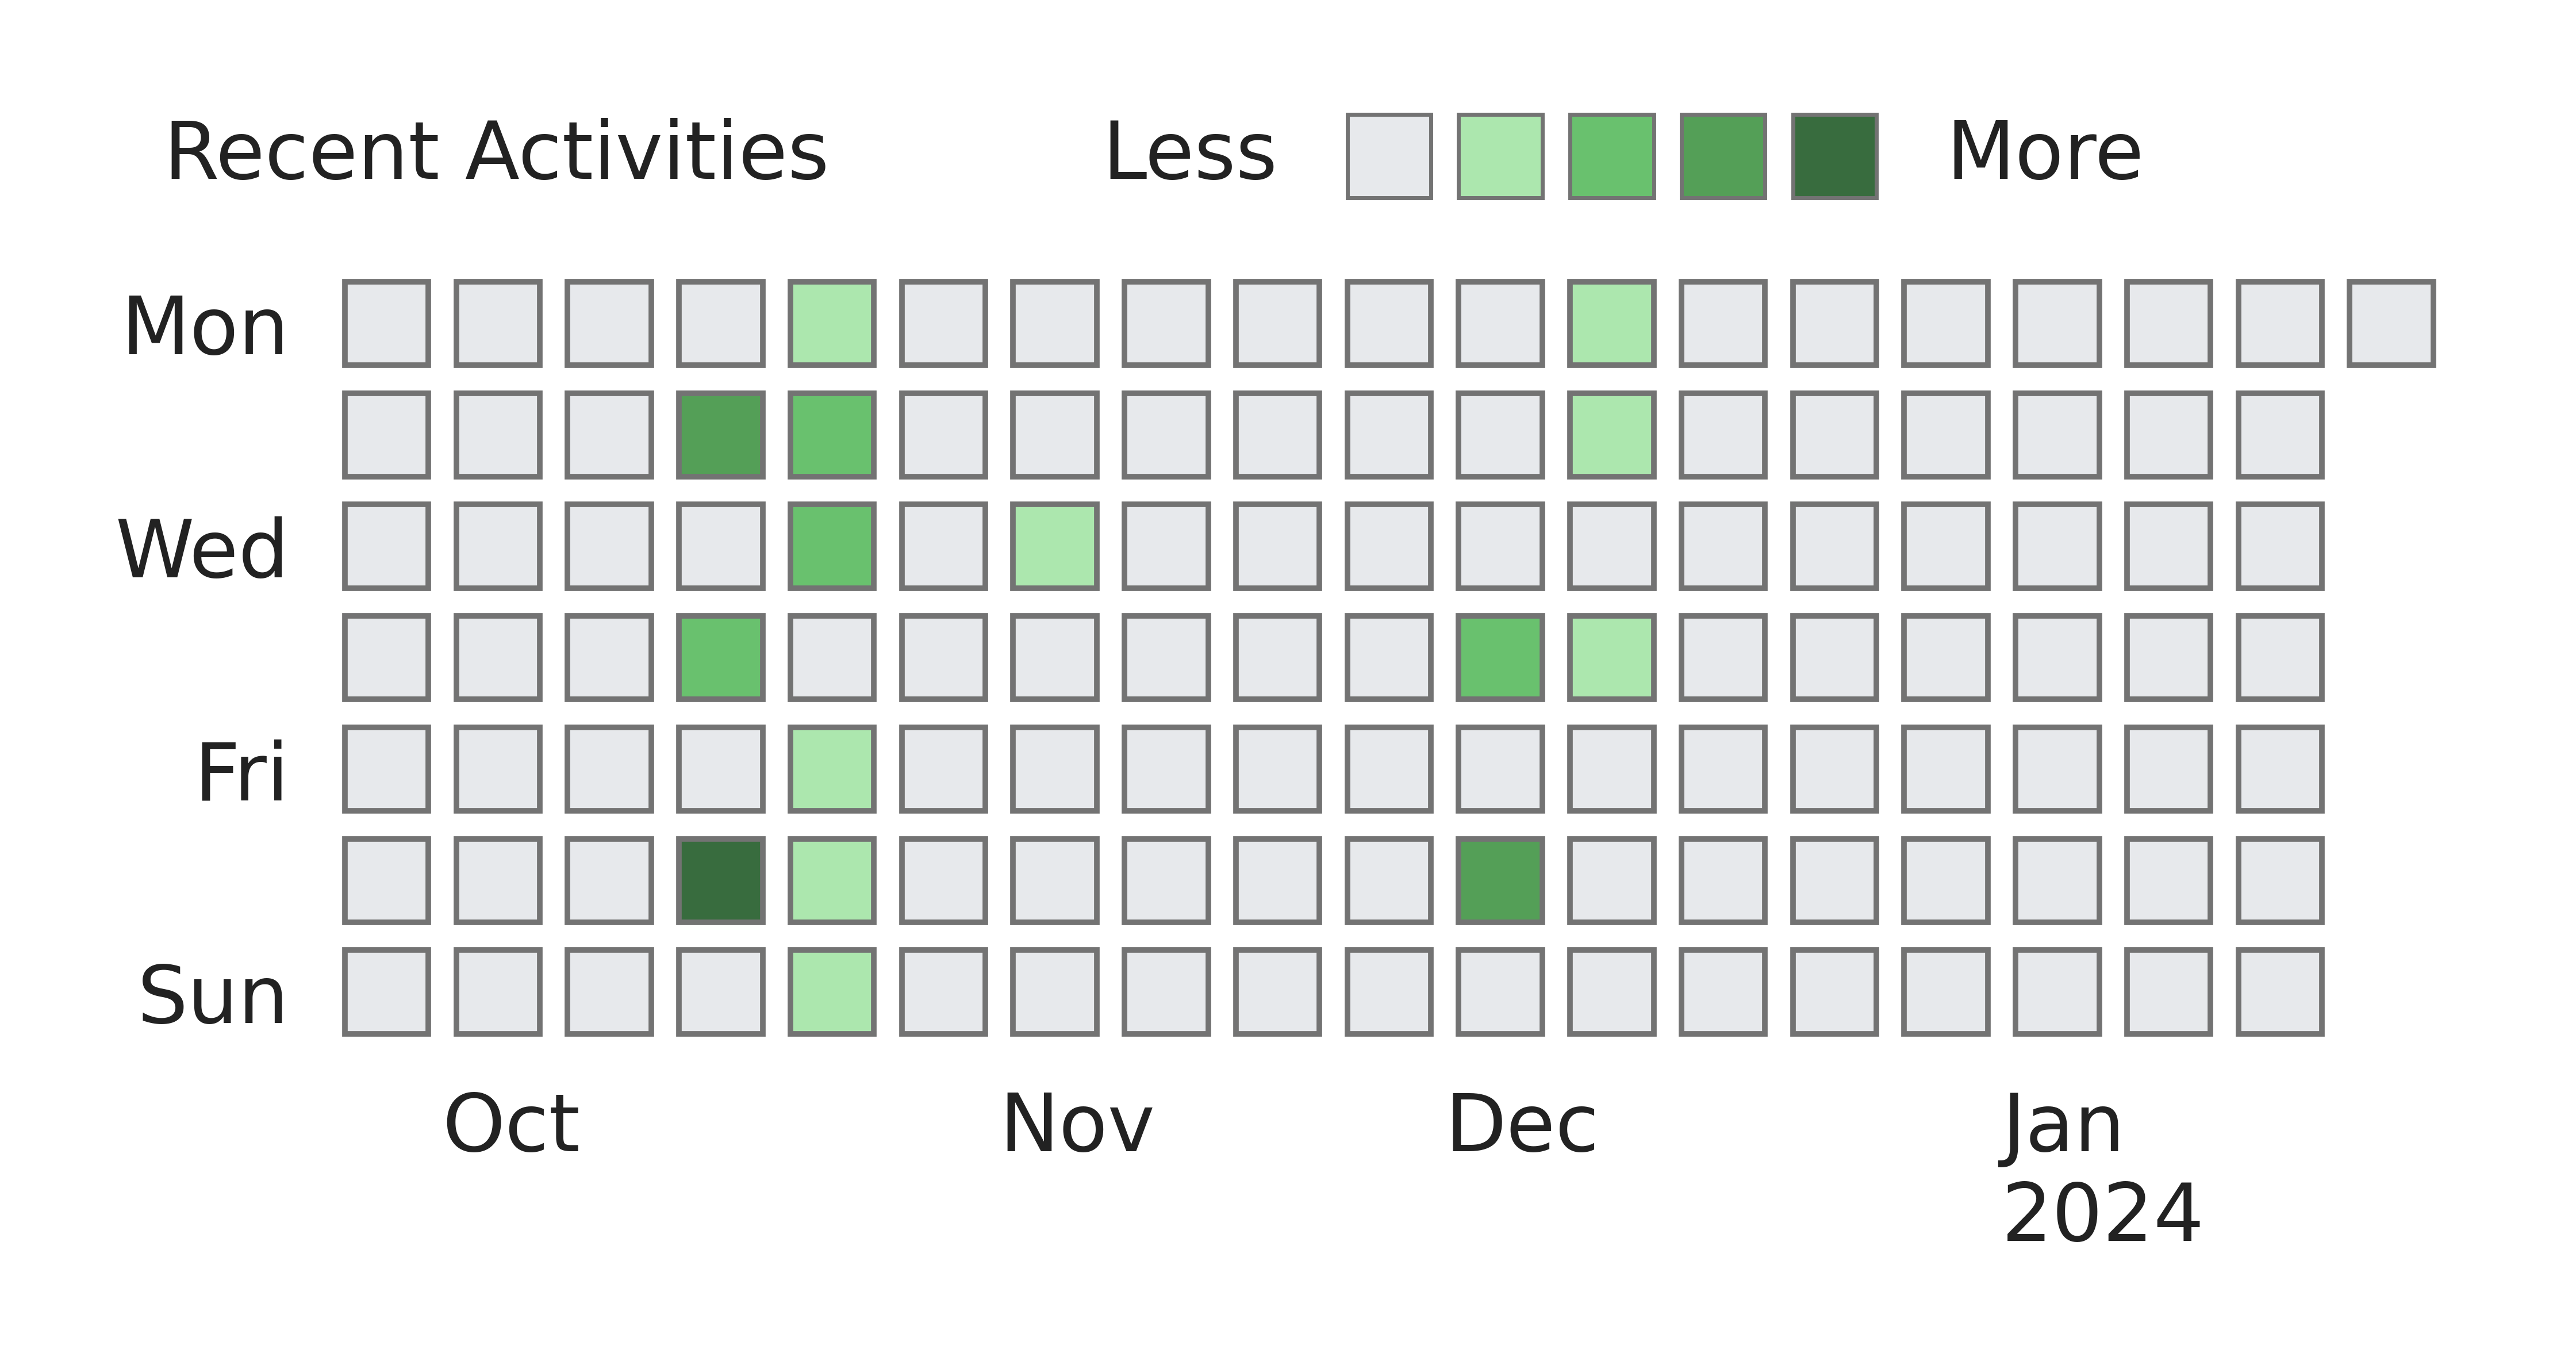 Recent Activities
Less More
Mon
Wed
Fri
Sun
Oct Nov Dec Jan
2024